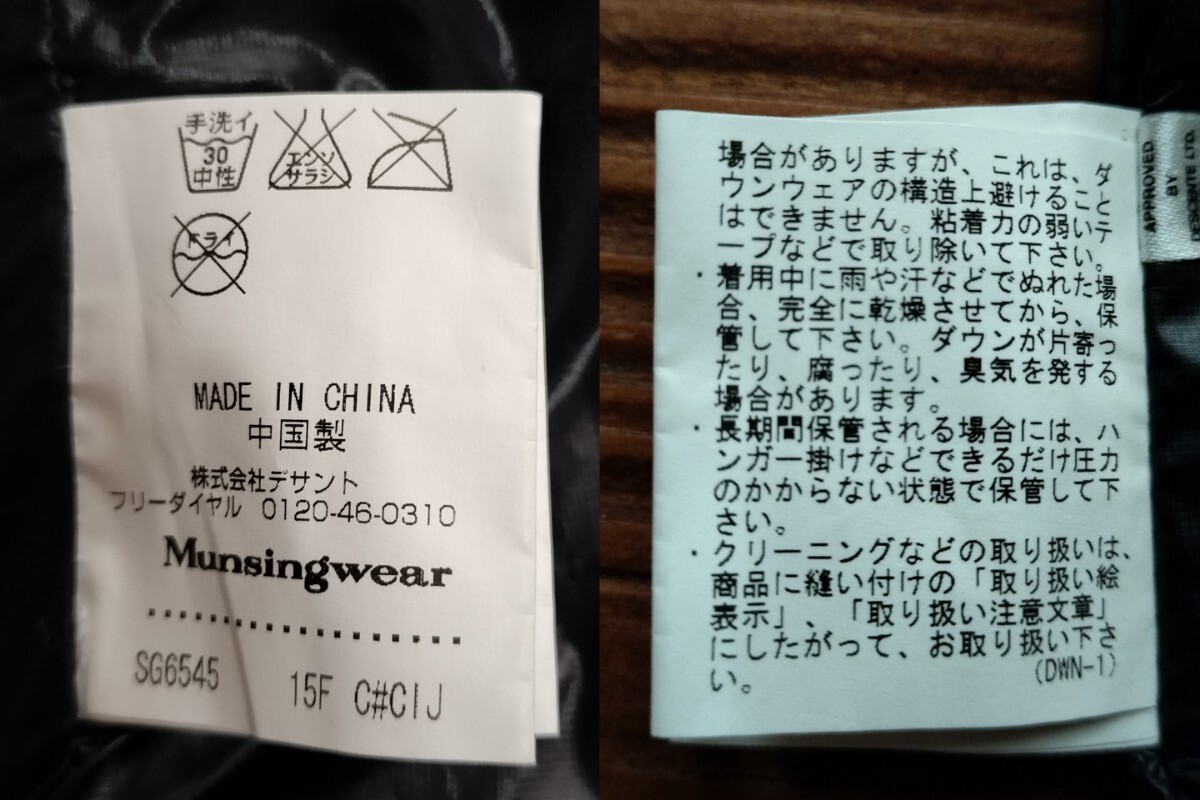 手洗イ
30
中性
エンソ
サラシ
ドライ
MADE IN CHINA
中国製
株式会社デサント
フリーダイヤル 0120-46-0310
Munsingwear
SG6545 15F C#CIJ
場合がありますが、これは、ダ
ウンウェアの構造上避けること
はできません。粘着力の弱いテ
ープなどで取り除いて下さい。
・着用中に雨や汗などでぬれた場
合、完全に乾燥させてから、保
管して下さい。ダウンが片寄っ
たり、腐ったり、臭気を発する
場合があります。
・長期間保管される場合には、ハ
ンガー掛けなどできるだけ圧力
のかからない状態で保管して下
さい。
・クリーニングなどの取り扱いは、
商品に縫い付けの「取り扱い絵
表示」、「取り扱い注意文章」
にしたがって、お取り扱い下さ
い。
(DWN-1)
APPROVED
BY
LTD.